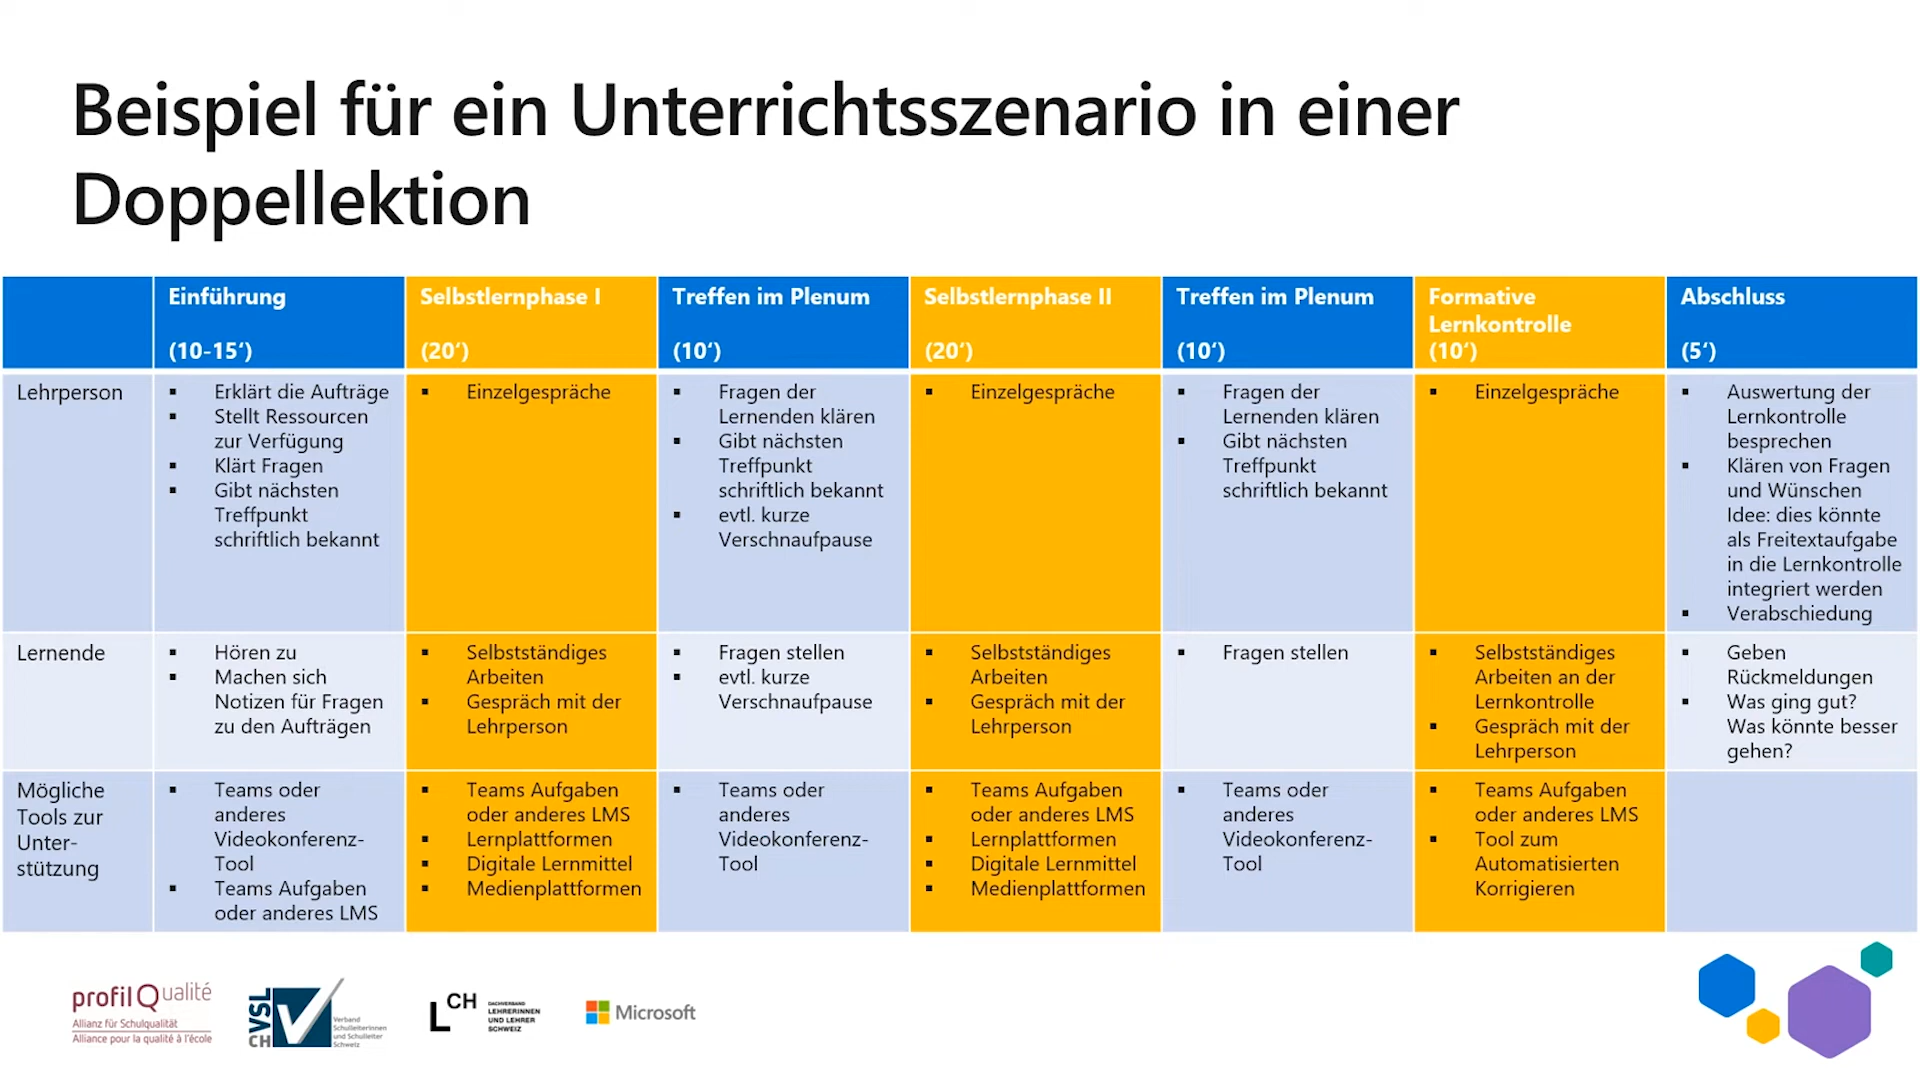 Beispiel für ein Unterrichtsszenario in einer
Doppellektion
Einführung
(10-15‘)
Selbstlernphase I
(20‘)
Treffen im Plenum
(10‘)
Selbstlernphase II
(20‘)
Treffen im Plenum
(10‘)
Formative
Lernkontrolle
(10‘)
Abschluss
(5‘)
Lehrperson
▪ Erklärt die Aufträge
▪ Stellt Ressourcen
zur Verfügung
▪ Klärt Fragen
▪ Gibt nächsten
Treffpunkt
schriftlich bekannt
▪ Einzelgespräche
▪ Fragen der
Lernenden klären
▪ Gibt nächsten
Treffpunkt
schriftlich bekannt
▪ evtl. kurze
Verschnaufpause
▪ Einzelgespräche
▪ Fragen der
Lernenden klären
▪ Gibt nächsten
Treffpunkt
schriftlich bekannt
▪ Einzelgespräche
▪ Auswertung der
Lernkontrolle
besprechen
▪ Klären von Fragen
und Wünschen
Idee: dies könnte
als Freitextaufgabe
in die Lernkontrolle
integriert werden
▪ Verabschiedung
Lernende
▪ Hören zu
▪ Machen sich
Notizen für Fragen
zu den Aufträgen
▪ Selbstständiges
Arbeiten
▪ Gespräch mit der
Lehrperson
▪ Fragen stellen
▪ evtl. kurze
Verschnaufpause
▪ Selbstständiges
Arbeiten
▪ Gespräch mit der
Lehrperson
▪ Fragen stellen
▪ Selbstständiges
Arbeiten an der
Lernkontrolle
▪ Gespräch mit der
Lehrperson
▪ Geben
Rückmeldungen
▪ Was ging gut?
Was könnte besser
gehen?
Mögliche
Tools zur
Unter-
stützung
▪ Teams oder
anderes
Videokonferenz-
Tool
▪ Teams Aufgaben
oder anderes LMS
▪ Teams Aufgaben
oder anderes LMS
▪ Lernplattformen
▪ Digitale Lernmittel
▪ Medienplattformen
▪ Teams oder
anderes
Videokonferenz-
Tool
▪ Teams Aufgaben
oder anderes LMS
▪ Lernplattformen
▪ Digitale Lernmittel
▪ Medienplattformen
▪ Teams oder
anderes
Videokonferenz-
Tool
▪ Teams Aufgaben
oder anderes LMS
▪ Tool zum
Automatisierten
Korrigieren
profilQualité
Allianz für Schulqualität
Alliance pour la qualité à l'école
VSLCH
Verband
Schulleiterinnen
und Schulleiter
Schweiz
LCH
DACHVERBAND
LEHRERINNEN
UND LEHRER
SCHWEIZ
Microsoft